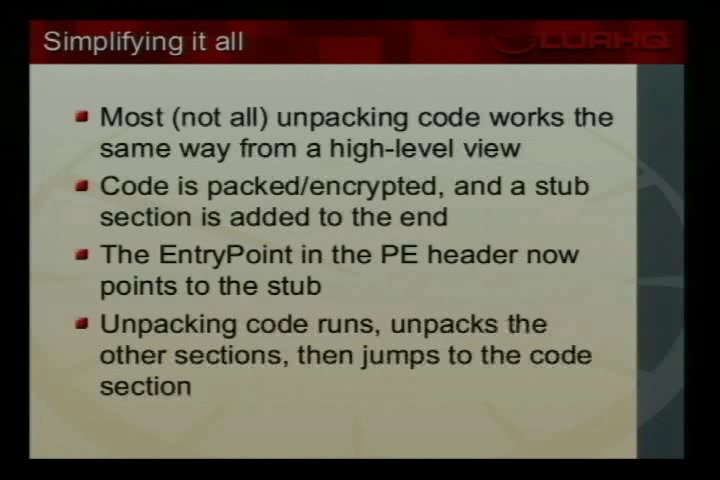 Simplifying it all
LURHQ
Most (not all) unpacking code works the
same way from a high-level view
Code is packed/encrypted, and a stub
section is added to the end
The EntryPoint in the PE header now
points to the stub
Unpacking code runs, unpacks the
other sections, then jumps to the code
section